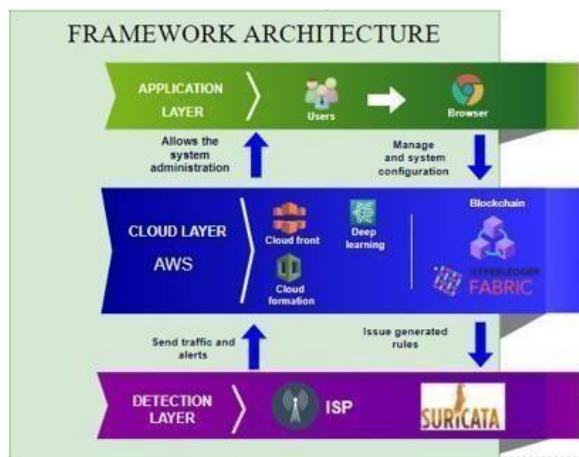 FRAMEWORK ARCHITECTURE
APPLICATION
LAYER
Users
Browser
Allows the
system
administration
Manage
and system
configuration
CLOUD LAYER
AWS
Cloud front
Deep
learning
Cloud
formation
Blockchain
HYPERLEDGER
FABRIC
Send traffic and
alerts
Issue generated
rules
DETECTION
LAYER
ISP
SURICATA